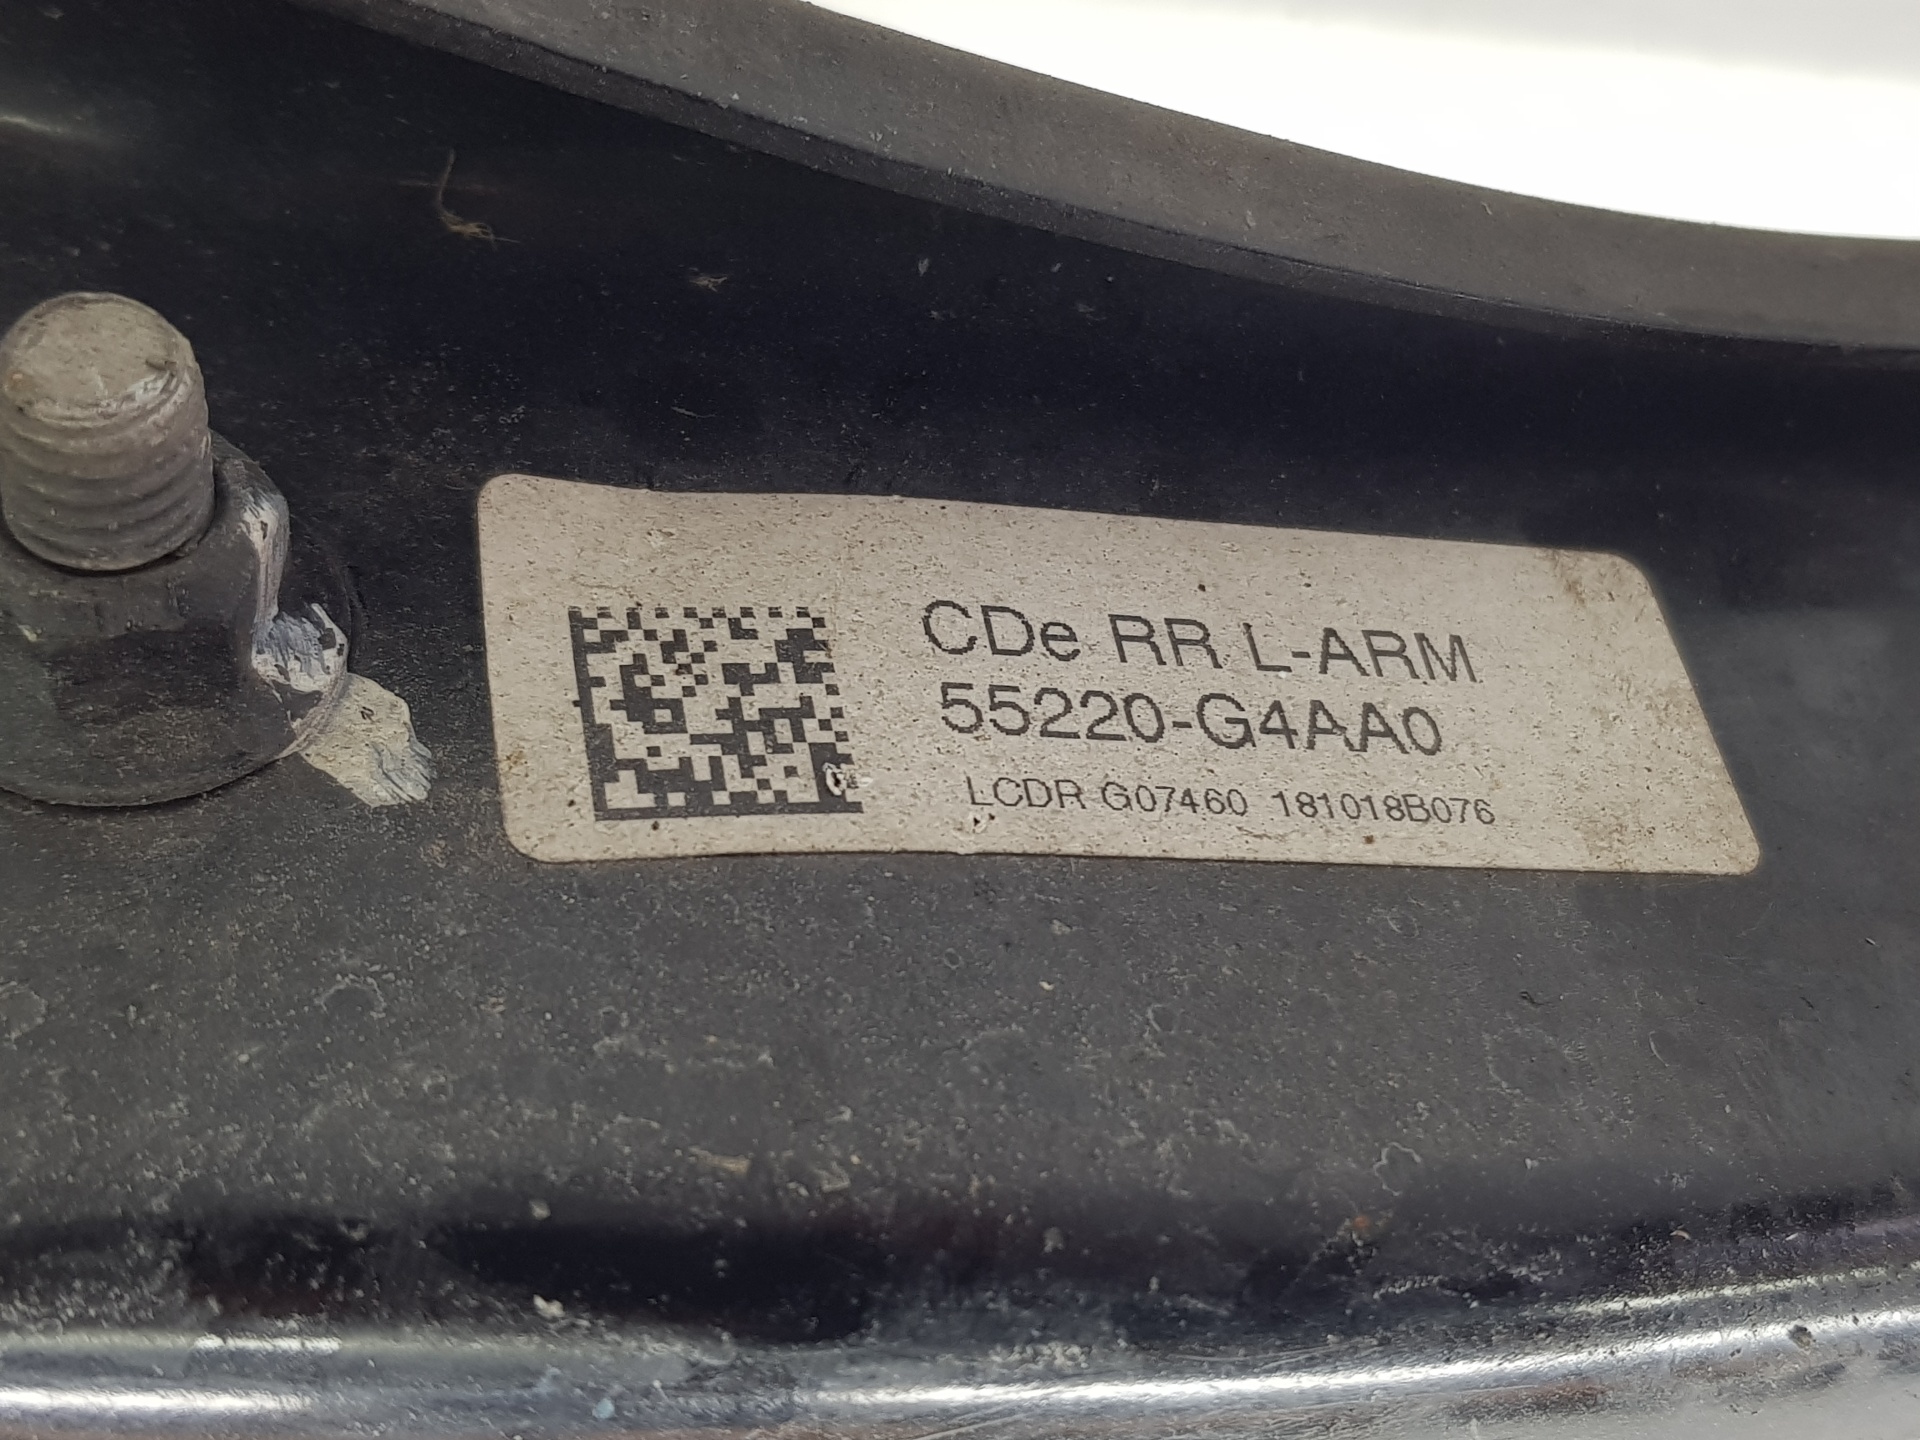 CDe RR L-ARM
55220-G4AA0
LCDR G07460 181018B076